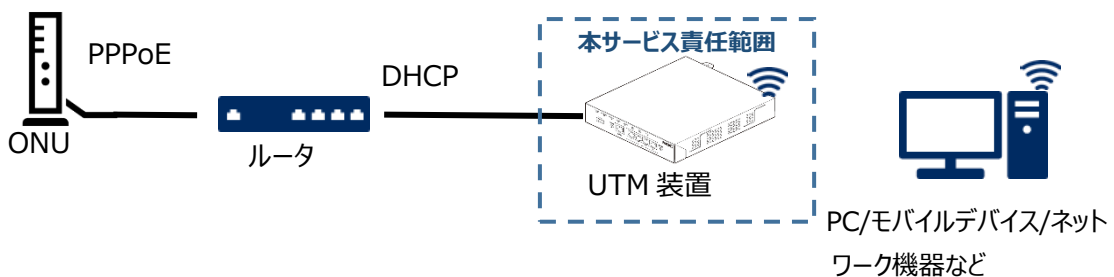 本サービス責任範囲
PPPoE
DHCP
ONU
ルータ
UTM 装置
PC/モバイルデバイス/ネット
ワーク機器など